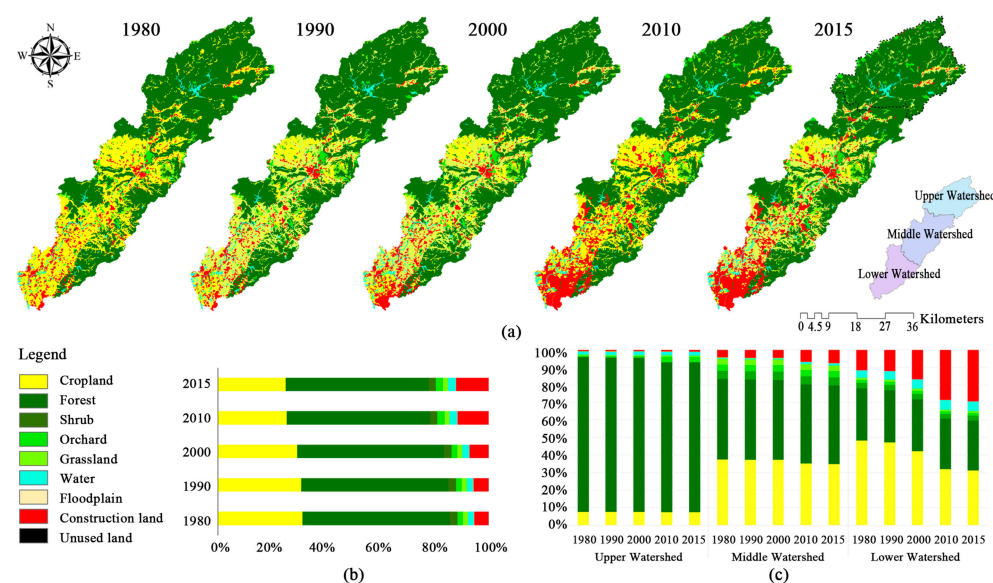 1980 1990 2000 2010 2015
N
W E
S
Upper Watershed
Middle Watershed
Lower Watershed
0 4.5 9 18 27 36 Kilometers
(a)
Legend
Cropland
Forest
Shrub
Orchard
Grassland
Water
Floodplain
Construction land
Unused land
2015
2010
2000
1990
1980
0% 20% 40% 60% 80% 100%
(b)
100%
90%
80%
70%
60%
50%
40%
30%
20%
10%
0%
1980 1990 2000 2010 2015 1980 1990 2000 2010 2015 1980 1990 2000 2010 2015
Upper Watershed Middle Watershed Lower Watershed
(c)